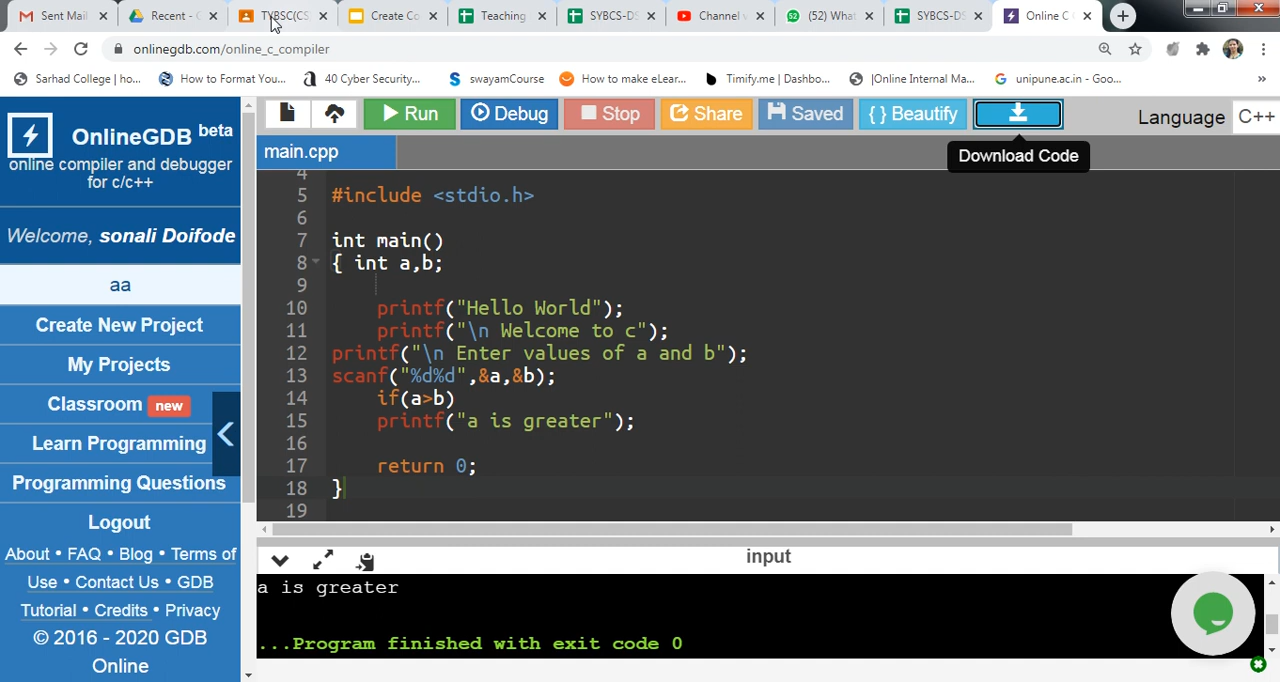 Sent Mail
Recent - G
TYBSC(CS
Create Co
Teaching
SYBCS-DS
Channel v
(52) What
SYBCS-DS
Online C C
onlinegdb.com/online_c_compiler
Sarhad College | ho...
How to Format You...
40 Cyber Security...
swayamCourse
How to make eLear...
Timify.me | Dashbo...
|Online Internal Ma...
unipune.ac.in - Goo...
»
OnlineGDB beta
online compiler and debugger
for c/c++
Welcome, sonali Doifode
aa
Create New Project
My Projects
Classroom new
Learn Programming
Programming Questions
Logout
About • FAQ • Blog • Terms of
Use • Contact Us • GDB
Tutorial • Credits • Privacy
© 2016 - 2020 GDB
Online
Run
Debug
Stop
Share
Saved
{ } Beautify
Language C++
Download Code
main.cpp
4
5 #include <stdio.h>
6
7 int main()
8 { int a,b;
9
10 printf("Hello World");
11 printf("\n Welcome to c");
12 printf("\n Enter values of a and b");
13 scanf("%d%d",&a,&b);
14 if(a>b)
15 printf("a is greater");
16
17 return 0;
18 }
19
input
a is greater
...Program finished with exit code 0